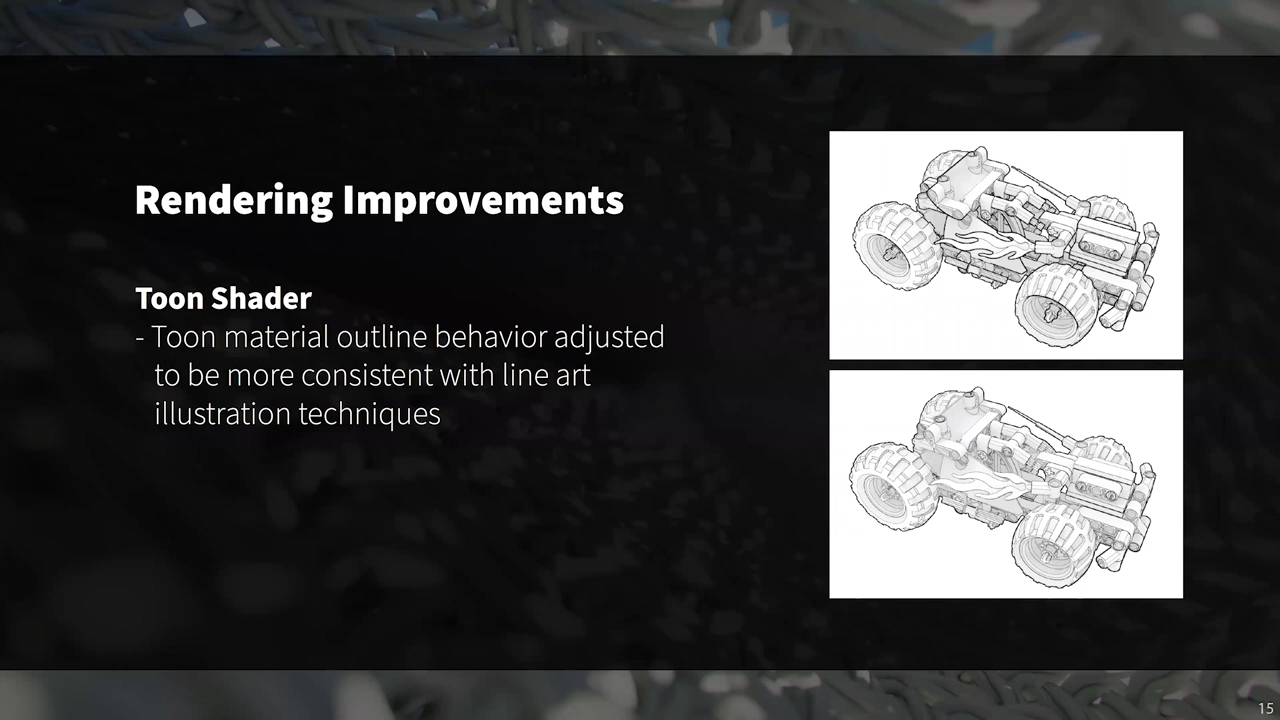 Rendering Improvements
Toon Shader
- Toon material outline behavior adjusted
to be more consistent with line art
illustration techniques
15